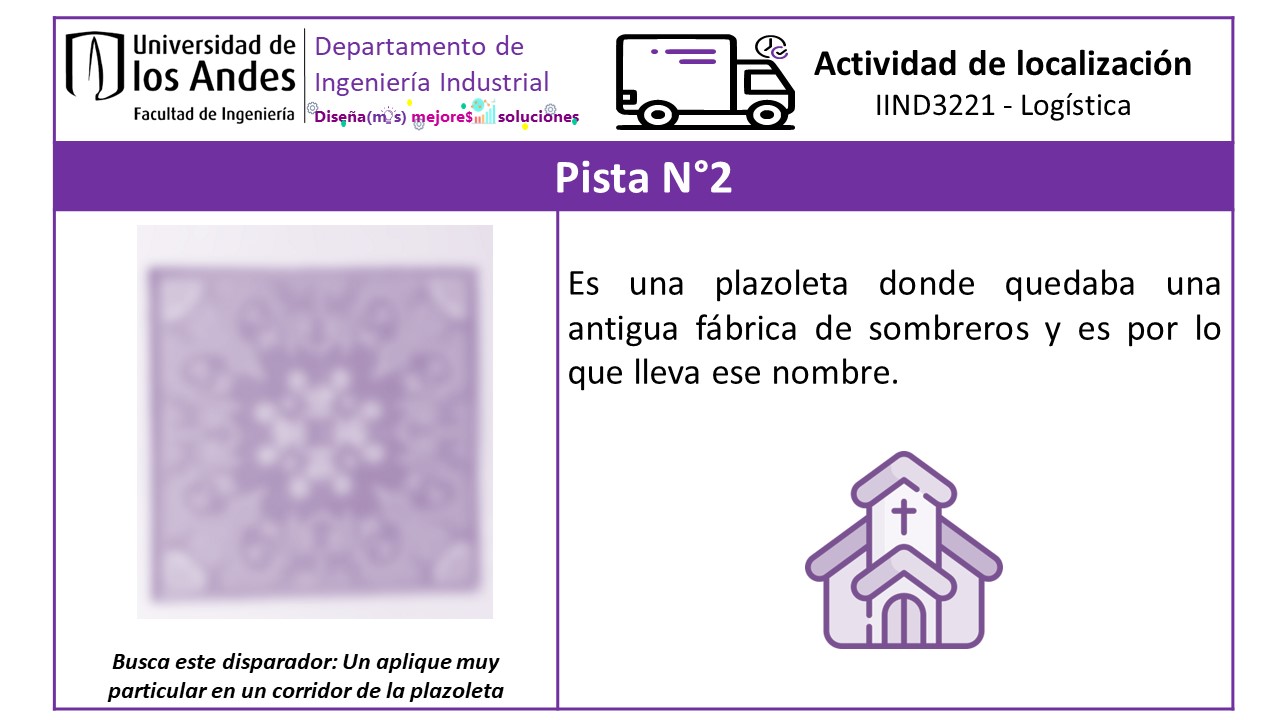 Universidad de
los Andes
Facultad de Ingeniería
Departamento de
Ingeniería Industrial
Diseña(m s) mejore$ soluciones
Actividad de localización
IIND3221 - Logística
Pista N°2
Es una plazoleta donde quedaba una
antigua fábrica de sombreros y es por lo
que lleva ese nombre.
Busca este disparador: Un aplique muy
particular en un corridor de la plazoleta